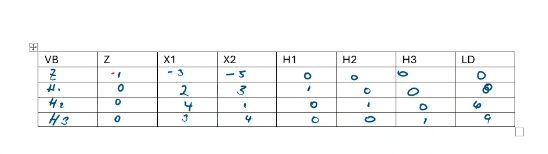 VB Z X1 X2 H1 H2 H3 LD
Z -1 -3 -5 0 0 0 0
H1 0 2 3 1 0 0 8
H2 0 4 1 0 1 0 6
H3 0 3 4 0 0 1 9